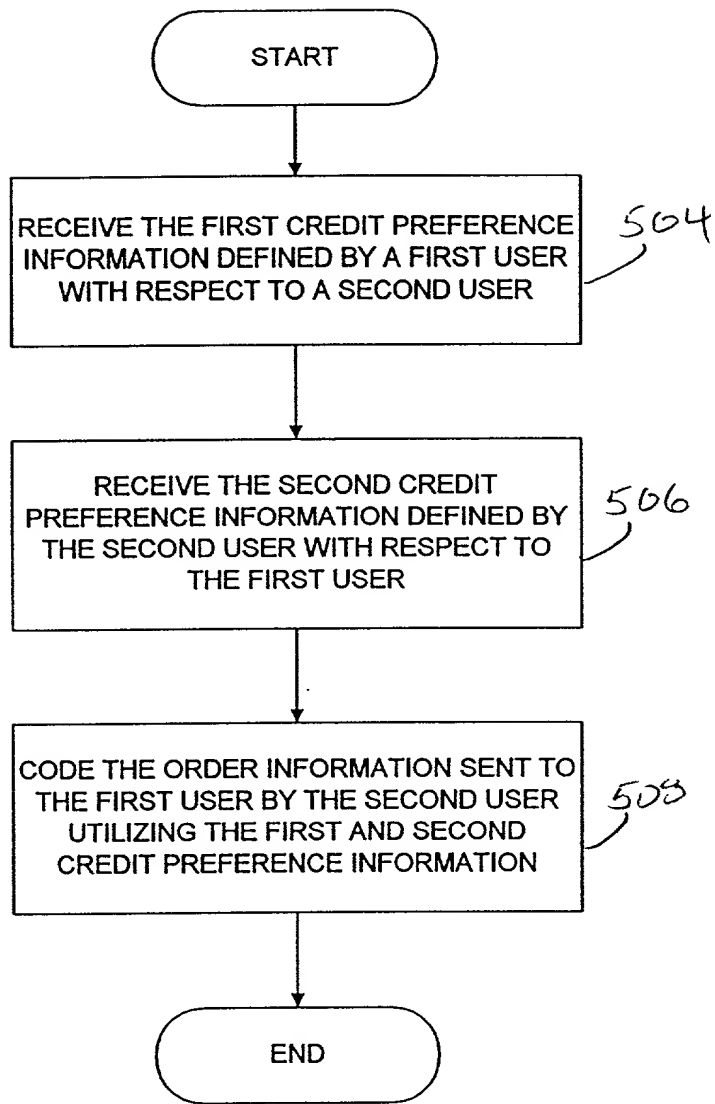 START
RECEIVE THE FIRST CREDIT PREFERENCE
INFORMATION DEFINED BY A FIRST USER
WITH RESPECT TO A SECOND USER
504
RECEIVE THE SECOND CREDIT
PREFERENCE INFORMATION DEFINED BY
THE SECOND USER WITH RESPECT TO
THE FIRST USER
506
CODE THE ORDER INFORMATION SENT TO
THE FIRST USER BY THE SECOND USER
UTILIZING THE FIRST AND SECOND
CREDIT PREFERENCE INFORMATION
508
END